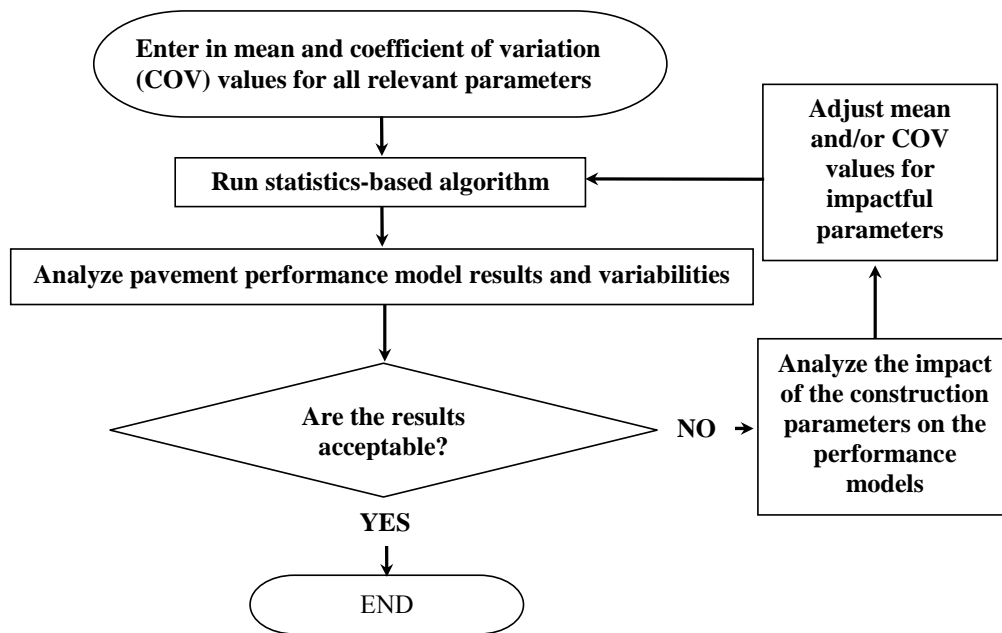 Enter in mean and coefficient of variation
(COV) values for all relevant parameters
Run statistics-based algorithm
Analyze pavement performance model results and variabilities
Are the results
acceptable?
NO
YES
END
Analyze the impact
of the construction
parameters on the
performance
models
Adjust mean
and/or COV
values for
impactful
parameters